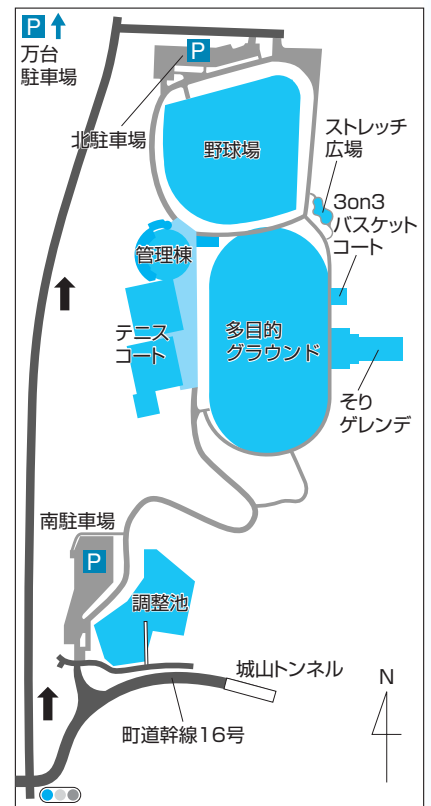 P
万台
駐車場
P
北駐車場
野球場
ストレッチ
広場
3on3
バスケット
コート
管理棟
テニス
コート
多目的
グラウンド
そり
ゲレンデ
南駐車場
P
調整池
城山トンネル
N
町道幹線16号